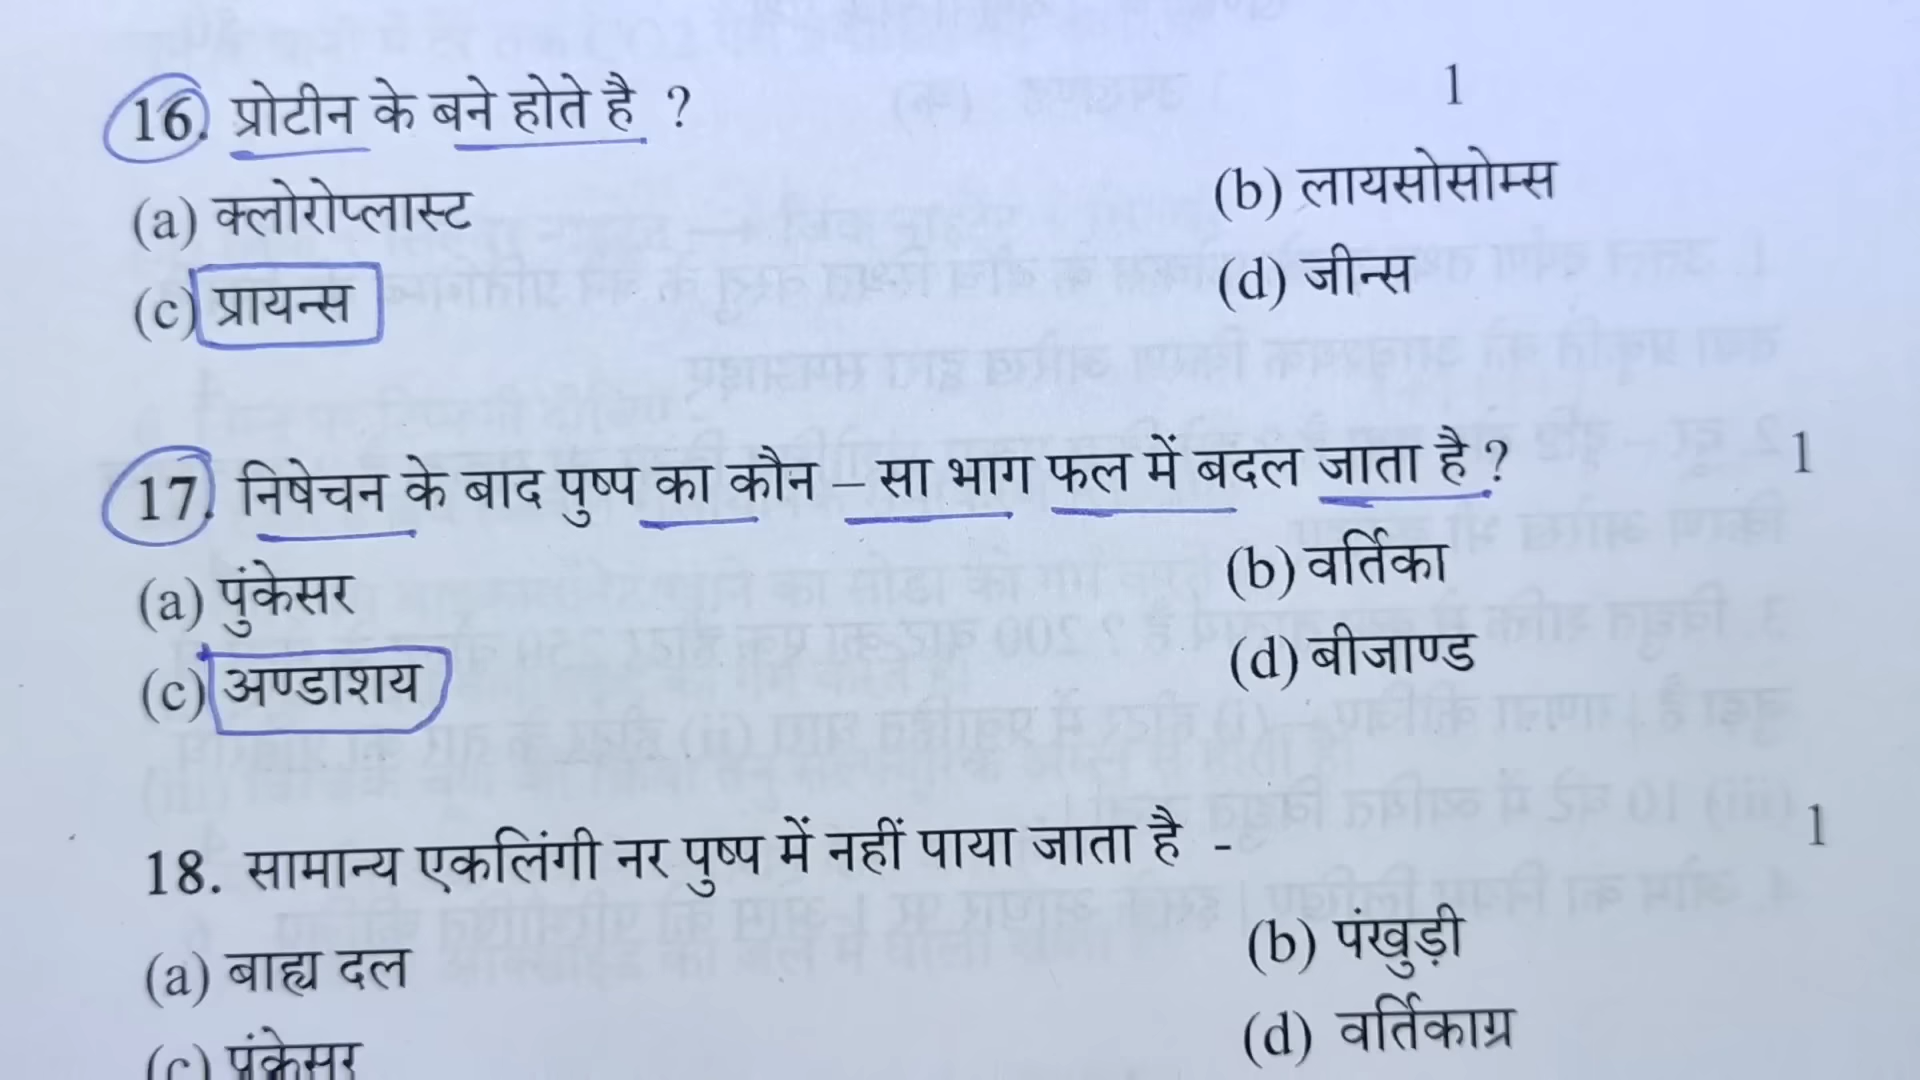 16. प्रोटीन के बने होते है ? 1
(a) क्लोरोप्लास्ट (b) लायसोसोम्स
(c) प्रायन्स (d) जीन्स
17. निषेचन के बाद पुष्प का कौन – सा भाग फल में बदल जाता है ? 1
(a) पुंकेसर (b) वर्तिका
(c) अण्डाशय (d) बीजाण्ड
18. सामान्य एकलिंगी नर पुष्प में नहीं पाया जाता है - 1
(a) बाह्य दल (b) पंखुड़ी
(c) पुंकेसर (d) वर्तिकाग्र